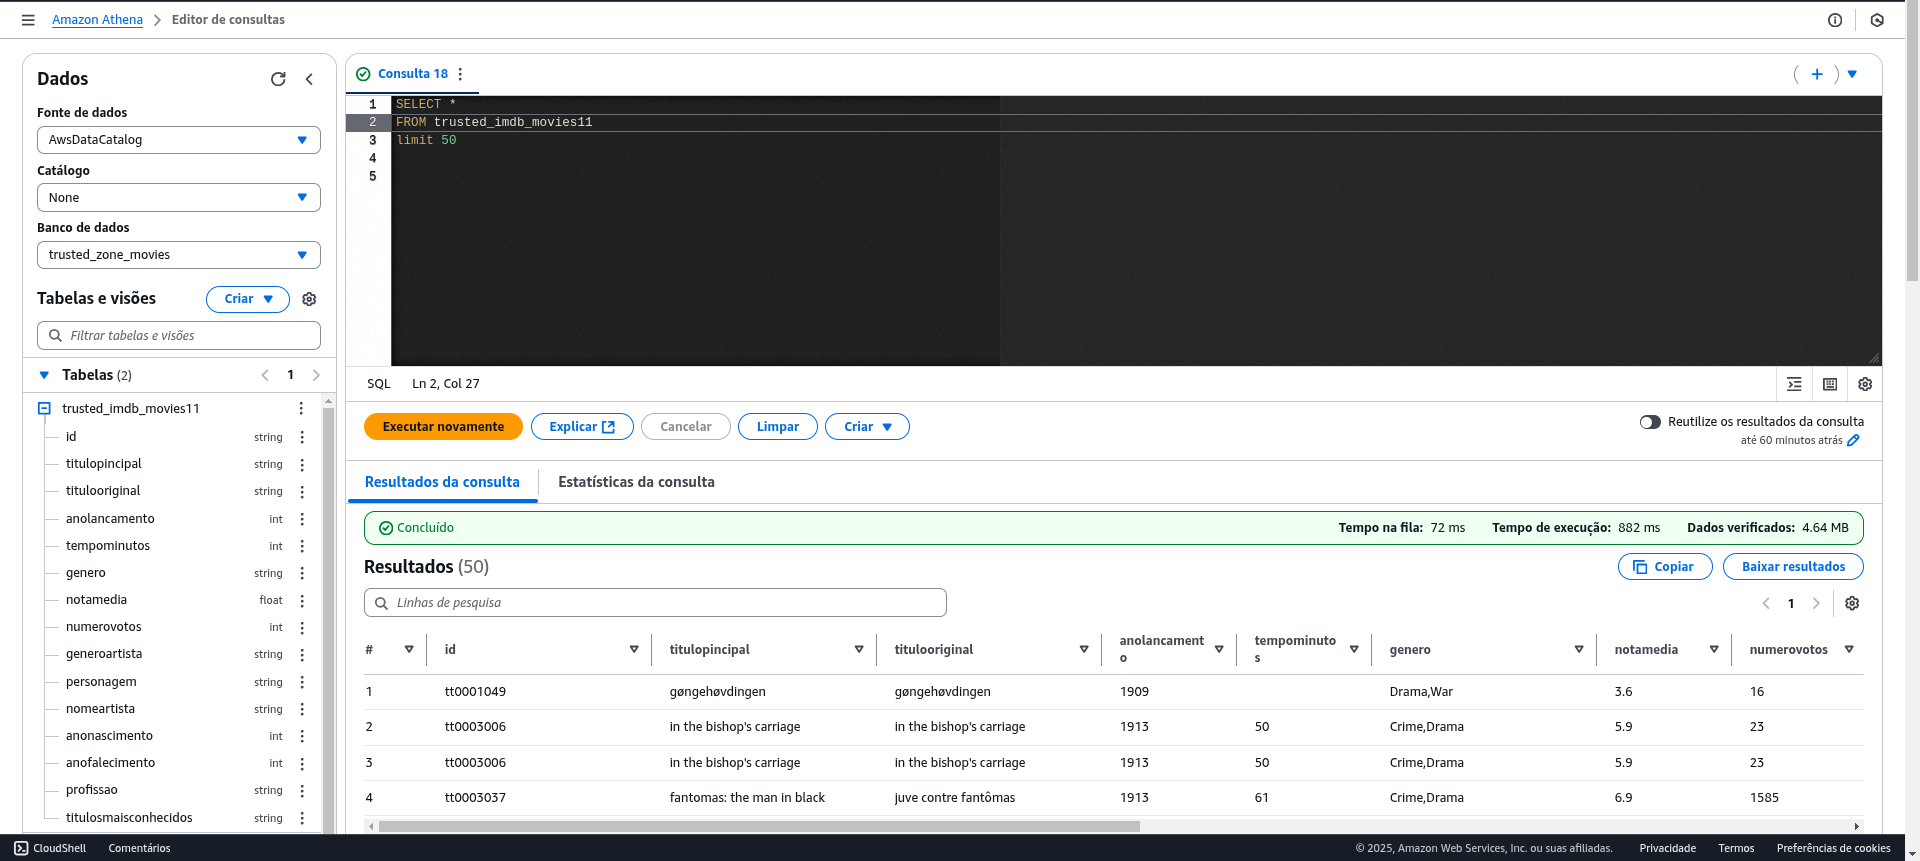 Amazon Athena > Editor de consultas
Dados
Fonte de dados
AwsDataCatalog
Catálogo
None
Banco de dados
trusted_zone_movies
Tabelas e visões
Criar
Filtrar tabelas e visões
Tabelas (2)
1
trusted_imdb_movies11
id string
titulopincipal string
titulooriginal string
anolancamento int
tempominutos int
genero string
notamedia float
numerovotos int
generoartista string
personagem string
nomeartista string
anonascimento int
anofalecimento int
profissao string
titulosmaisconhecidos string
Consulta 18
1 SELECT *
2 FROM trusted_imdb_movies11
3 limit 50
4
5
SQL Ln 2, Col 27
Executar novamente Explicar Cancelar Limpar Criar
Reutilize os resultados da consulta
até 60 minutos atrás
Resultados da consulta Estatísticas da consulta
Concluído Tempo na fila: 72 ms Tempo de execução: 882 ms Dados verificados: 4.64 MB
Resultados (50) Copiar Baixar resultados
Linhas de pesquisa 1
# id titulopincipal titulooriginal anolancamento tempominutos genero notamedia numerovotos
1 tt0001049 gøngehøvdingen gøngehøvdingen 1909 Drama,War 3.6 16
2 tt0003006 in the bishop's carriage in the bishop's carriage 1913 50 Crime,Drama 5.9 23
3 tt0003006 in the bishop's carriage in the bishop's carriage 1913 50 Crime,Drama 5.9 23
4 tt0003037 fantomas: the man in black juve contre fantômas 1913 61 Crime,Drama 6.9 1585
CloudShell Comentários © 2025, Amazon Web Services, Inc. ou suas afiliadas. Privacidade Termos Preferências de cookies